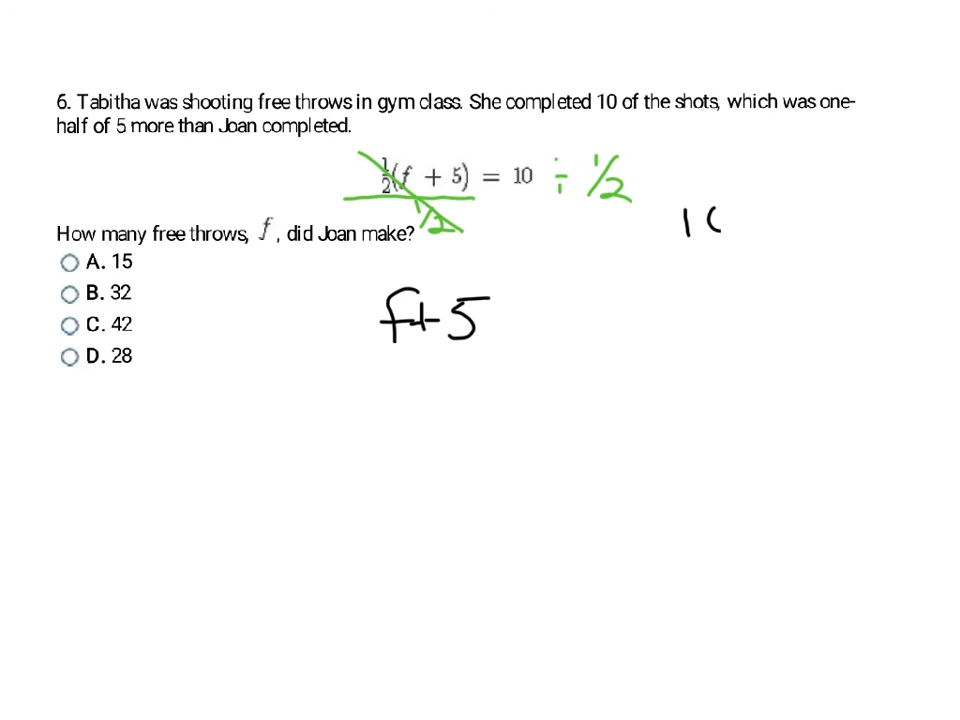 6. Tabitha was shooting free throws in gym class. She completed 10 of the shots, which was one-
half of 5 more than Joan completed.
½(f + 5) = 10 ÷ 1/2
1/2
How many free throws, f, did Joan make?
A. 15
B. 32
C. 42
D. 28
f+5